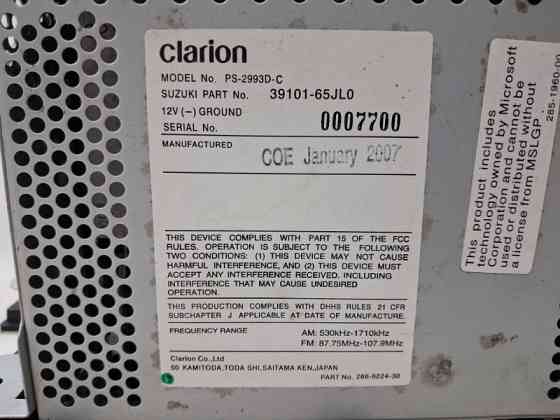 clarion
MODEL No. PS-2993D-C
SUZUKI PART No. 39101-65JL0
12V (−) GROUND
SERIAL No. 0007700
MANUFACTURED
COE January 2007
THIS DEVICE COMPLIES WITH PART 15 OF THE FCC
RULES. OPERATION IS SUBJECT TO THE FOLLOWING
TWO CONDITIONS: (1) THIS DEVICE MAY NOT CAUSE
HARMFUL INTERFERENCE, AND (2) THIS DEVICE MUST
ACCEPT ANY INTERFERENCE RECEIVED, INCLUDING
INTERFERENCE THAT MAY CAUSE UNDESIRED
OPERATION.
THIS PRODUCTION COMPLIES WITH DHHS RULES 21 CFR
SUBCHAPTER J APPLICABLE AT DATE OF MANUFACTURE.
FREQUENCY RANGE AM: 530kHz-1710kHz
FM: 87.75MHz-107.9MHz
Clarion Co.,Ltd
50 KAMITODA,TODA SHI,SAITAMA KEN,JAPAN
PART No. 286-9224-30
This product includes
technology owned by Microsoft
Corporation and cannot be
used or distributed without
a license from MSLGP.
285-1960-00